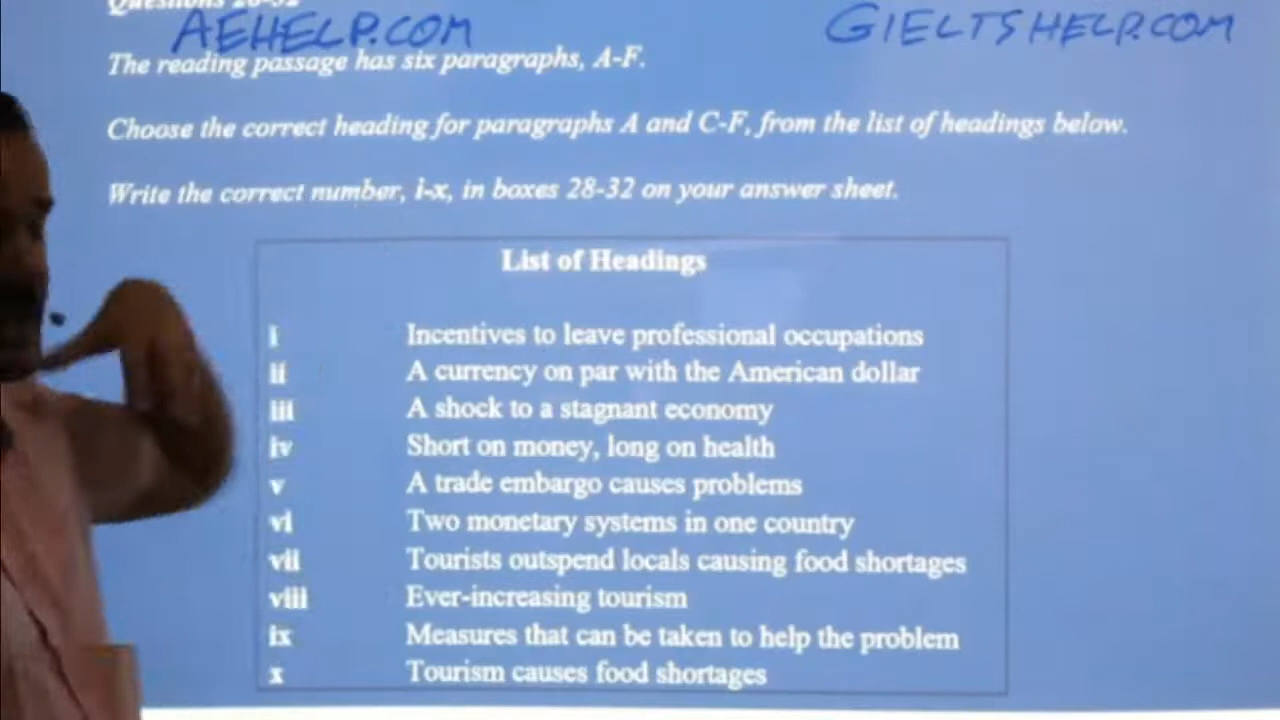 Questions 28-32
AEHELP.COM
GIELTSHELP.COM
The reading passage has six paragraphs, A-F.
Choose the correct heading for paragraphs A and C-F, from the list of headings below.
Write the correct number, i-x, in boxes 28-32 on your answer sheet.
List of Headings
i Incentives to leave professional occupations
ii A currency on par with the American dollar
iii A shock to a stagnant economy
iv Short on money, long on health
v A trade embargo causes problems
vi Two monetary systems in one country
vii Tourists outspend locals causing food shortages
viii Ever-increasing tourism
ix Measures that can be taken to help the problem
x Tourism causes food shortages